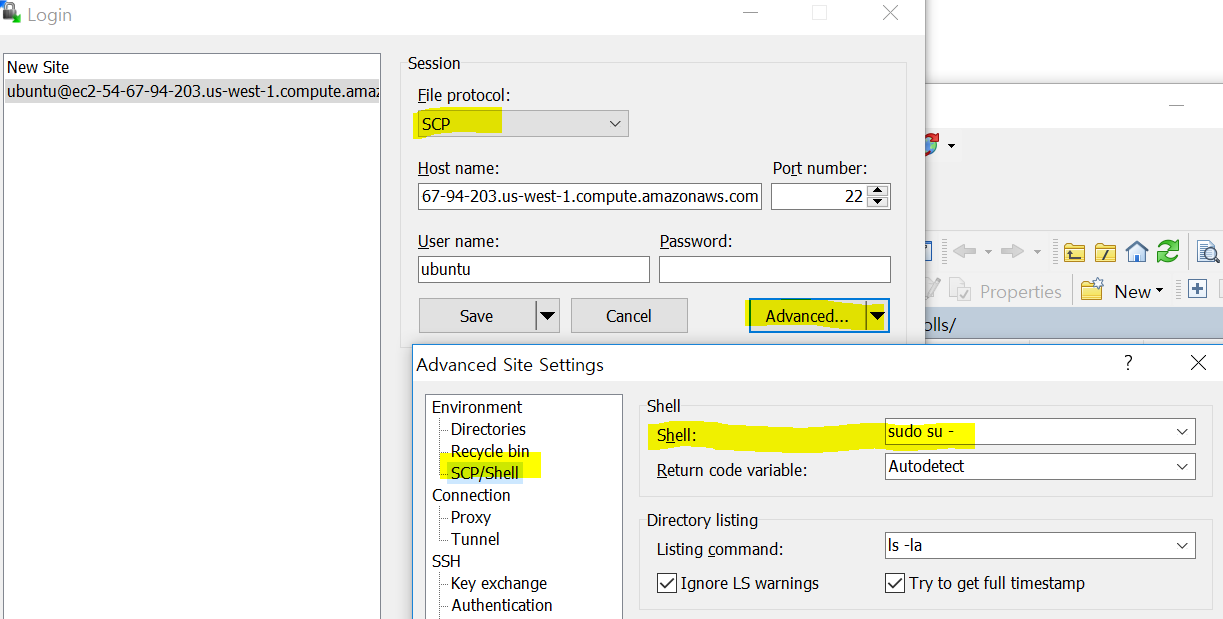 Login
New Site
ubuntu@ec2-54-67-94-203.us-west-1.compute.ama
Session
File protocol:
SCP
Host name:
Port number:
67-94-203.us-west-1.compute.amazonaws.com
22
User name:
Password:
ubuntu
Save
Cancel
Advanced...
Properties
New
olls/
Advanced Site Settings
?
Environment
Directories
Recycle bin
SCP/Shell
Connection
Proxy
Tunnel
SSH
Key exchange
Authentication
Shell
Shell:
sudo su -
Return code variable:
Autodetect
Directory listing
Listing command:
ls -la
Ignore LS warnings
Try to get full timestamp